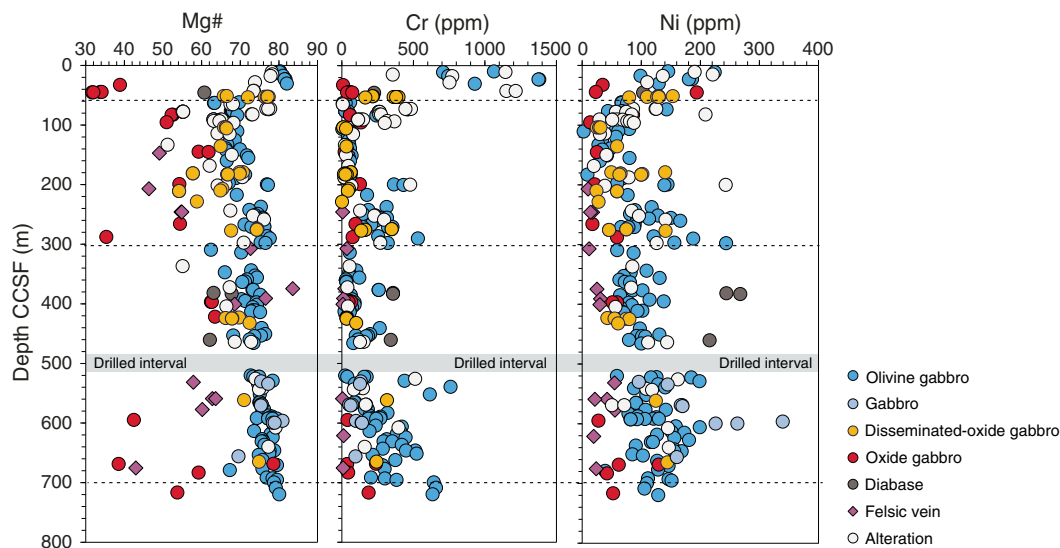 Mg#
Cr (ppm)
Ni (ppm)
30 40 50 60 70 80 90
0 500 1000 1500
0 100 200 300 400
Depth CCSF (m)
0
100
200
300
400
500
600
700
800
Drilled interval
Drilled interval
Drilled interval
Olivine gabbro
Gabbro
Disseminated-oxide gabbro
Oxide gabbro
Diabase
Felsic vein
Alteration